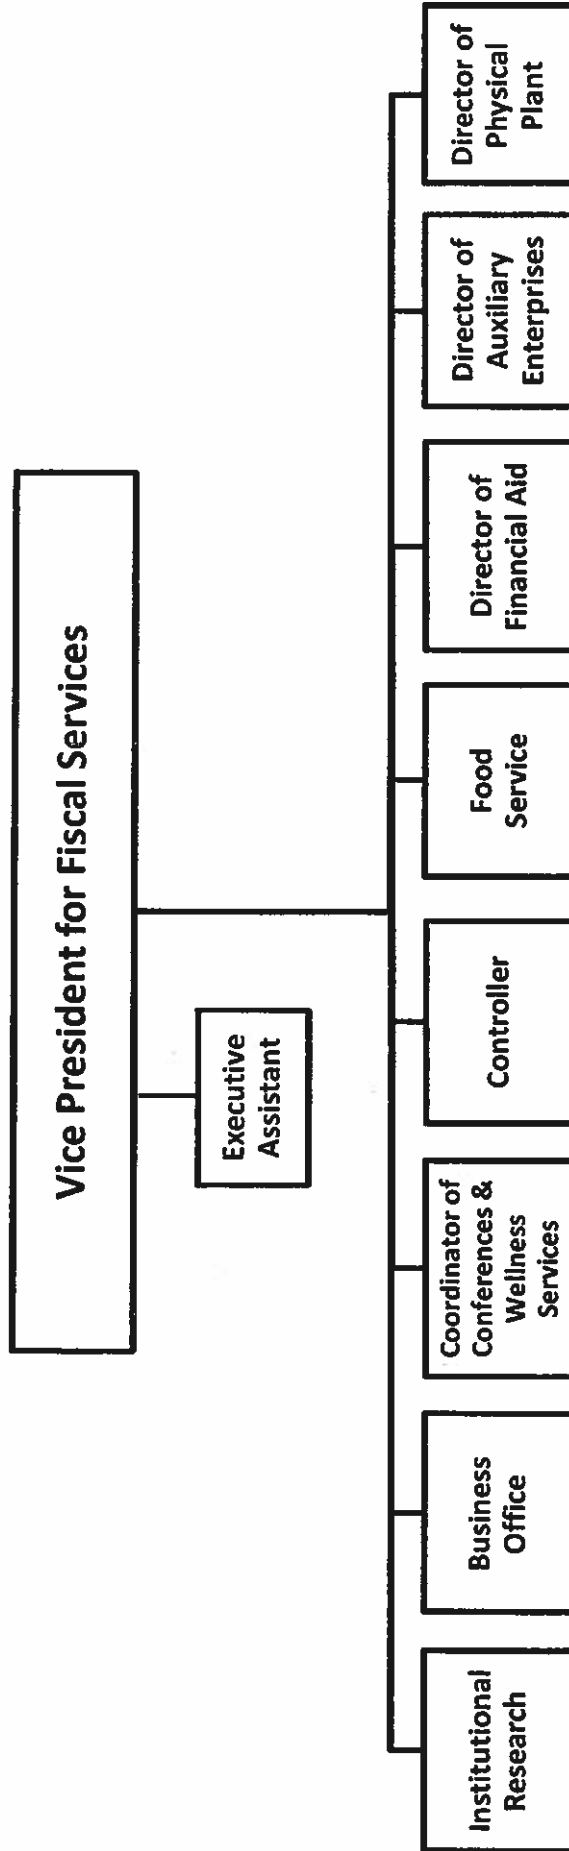 Vice President for Fiscal Services
Executive
Assistant
Institutional
Research
Business
Office
Coordinator of
Conferences &
Wellness
Services
Controller
Food
Service
Director of
Financial Aid
Director of
Auxiliary
Enterprises
Director of
Physical
Plant